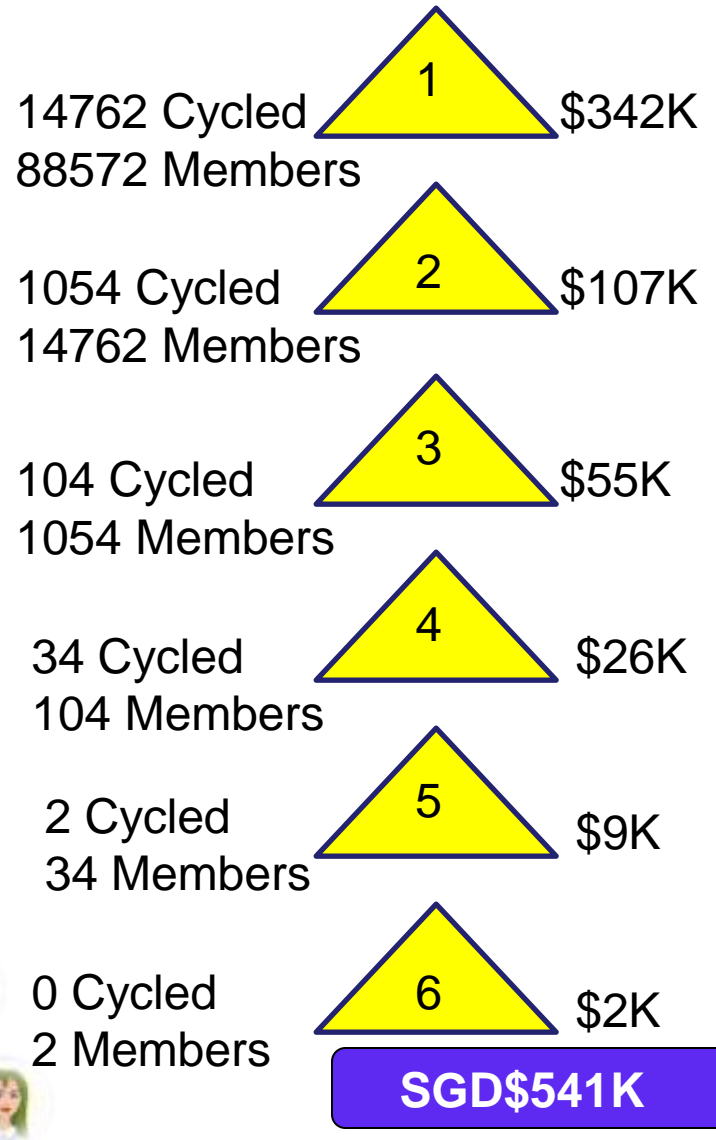 1
14762 Cycled
$342K
88572 Members
2
1054 Cycled
$107K
14762 Members
3
104 Cycled
$55K
1054 Members
4
34 Cycled
$26K
104 Members
5
2 Cycled
$9K
34 Members
6
0 Cycled
$2K
2 Members
SGD$541K